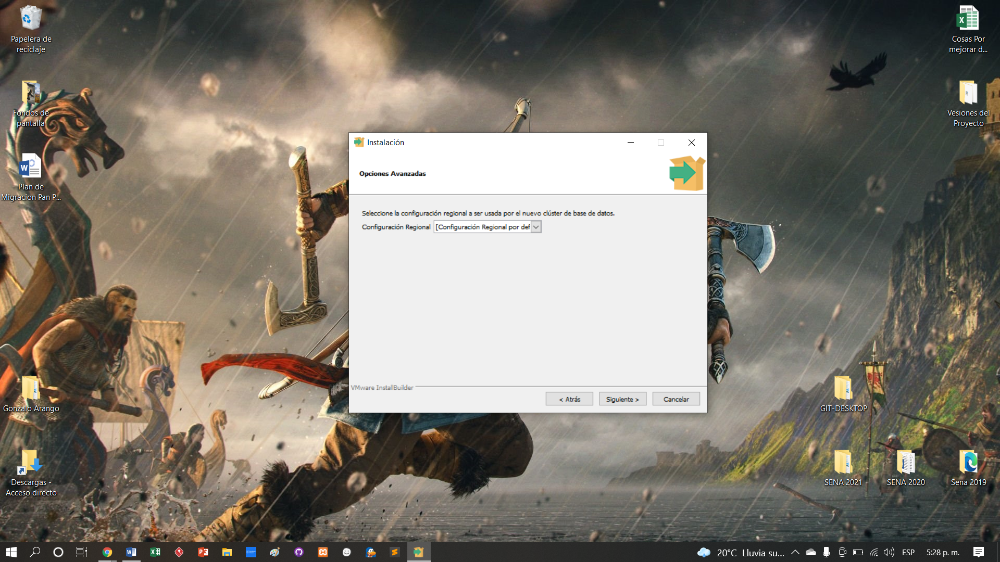 Papelera de
reciclaje
Fondos de
pantalla
Plan de
Migracion Pan P...
Gonzalo Arango
Descargas -
Acceso directo
Cosas Por
mejorar d...
Vesiones del
Proyecto
GIT-DESKTOP
SENA 2021
SENA 2020
Sena 2019
Instalación
Opciones Avanzadas
Seleccione la configuración regional a ser usada por el nuevo clúster de base de datos.
Configuración Regional [Configuración Regional por def
VMware InstallBuilder
< Atrás
Siguiente >
Cancelar
20°C Lluvia su...
ESP
5:28 p. m.